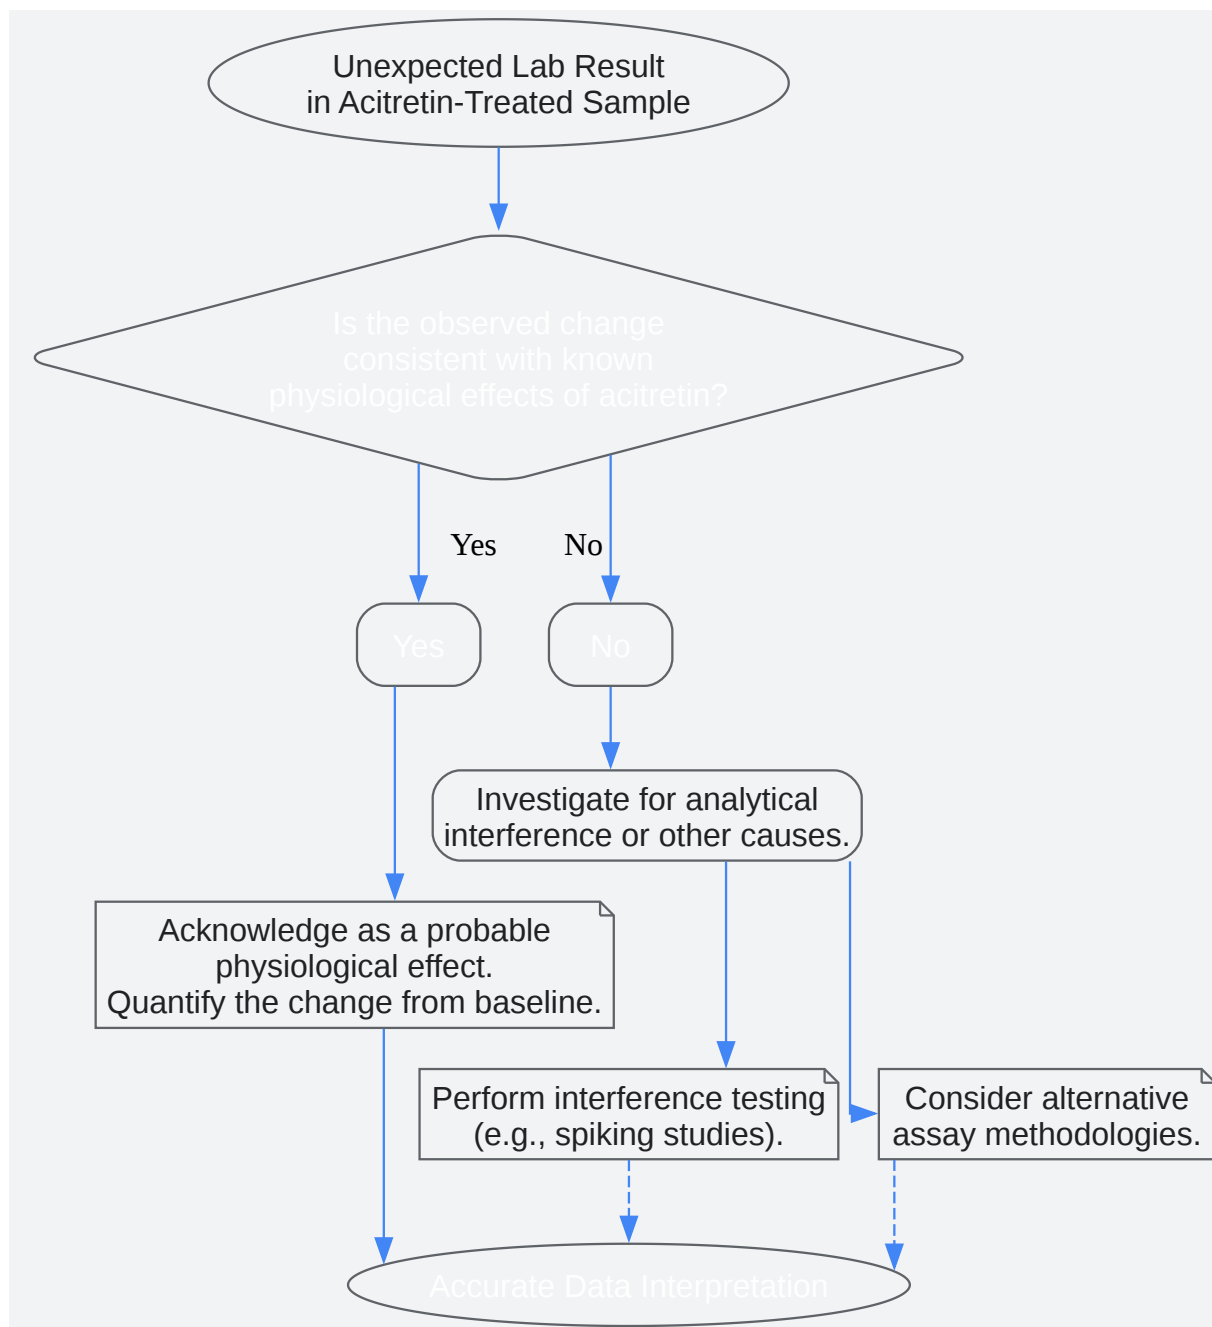 Unexpected Lab Result
in Acitretin-Treated Sample
Is the observed change
consistent with known
physiological effects of acitretin?
Yes
No
Yes
No
Investigate for analytical
interference or other causes.
Acknowledge as a probable
physiological effect.
Quantify the change from baseline.
Perform interference testing
(e.g., spiking studies).
Consider alternative
assay methodologies.
Accurate Data Interpretation